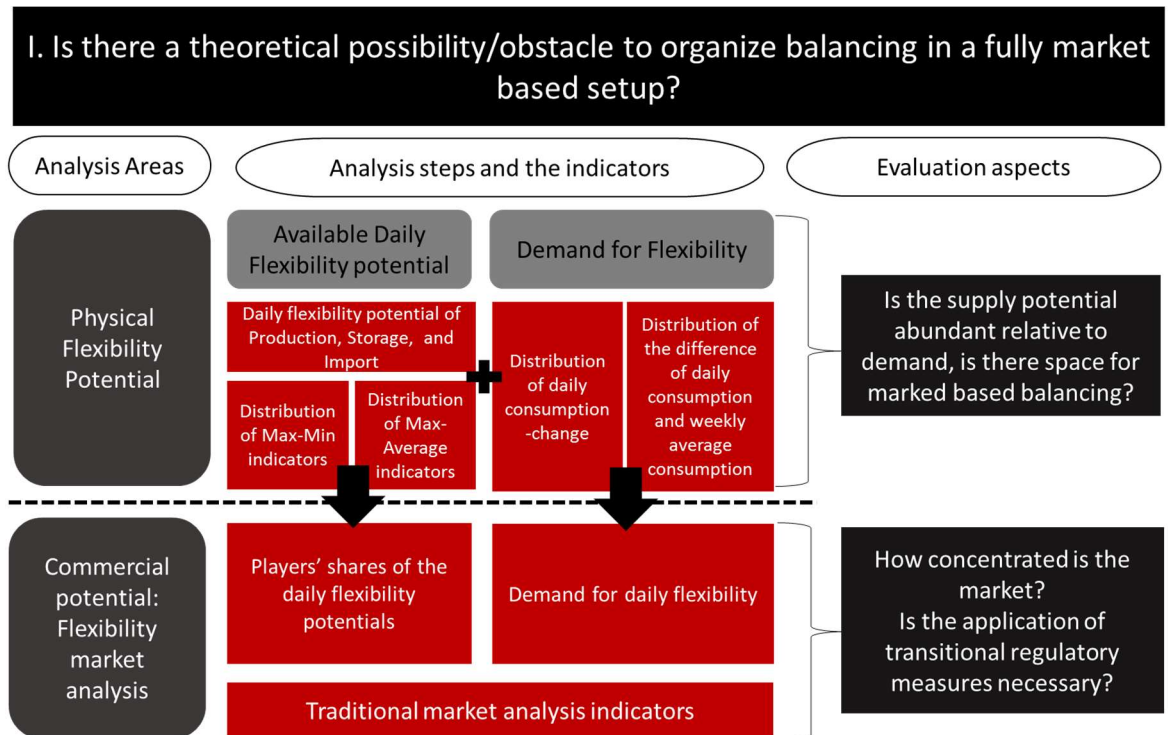 I. Is there a theoretical possibility/obstacle to organize balancing in a fully market
based setup?
Analysis Areas
Analysis steps and the indicators
Evaluation aspects
Physical
Flexibility
Potential
Available Daily
Flexibility potential
Demand for Flexibility
Daily flexibility potential of
Production, Storage, and
Import
Distribution
of Max-Min
indicators
Distribution
of Max-
Average
indicators
Distribution
of daily
consumption
-change
Distribution of
the difference
of daily
consumption
and weekly
average
consumption
Is the supply potential
abundant relative to
demand, is there space for
marked based balancing?
Commercial
potential:
Flexibility
market
analysis
Players’ shares of the
daily flexibility
potentials
Demand for daily flexibility
Traditional market analysis indicators
How concentrated is the
market?
Is the application of
transitional regulatory
measures necessary?